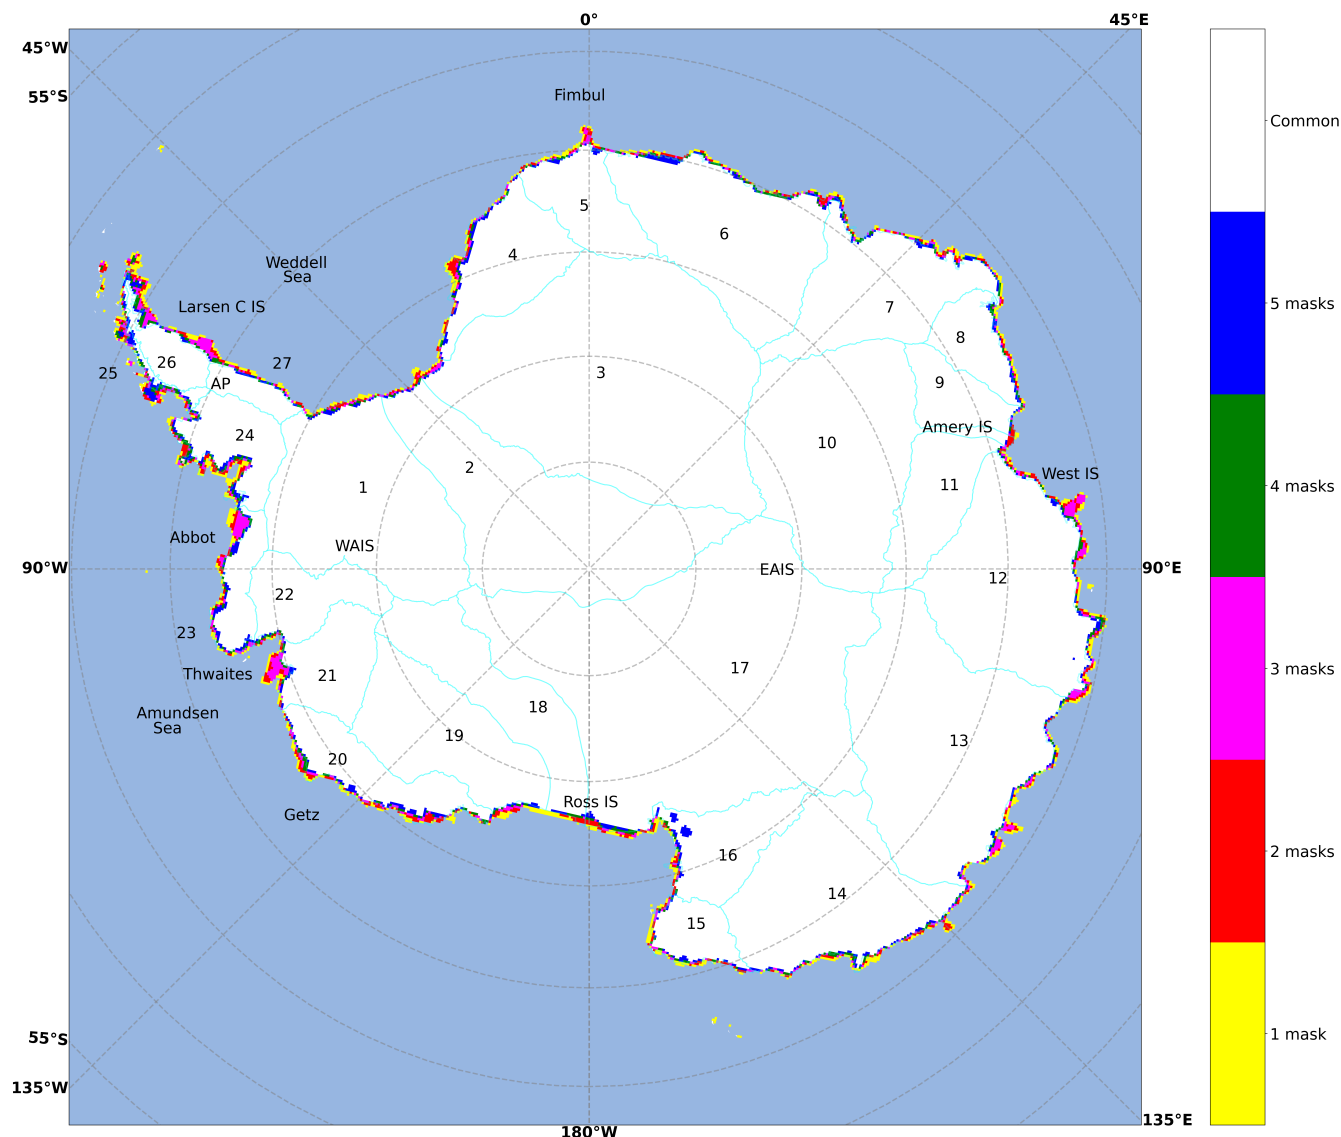 0°
45°E
45°W
55°S
Fimbul
Common
5
6
4
Weddell
Sea
Larsen C IS
5 masks
7
8
27
26
25
AP
3
9
Amery IS
24
10
2
1
11
West IS
4 masks
Abbot
WAIS
90°W
EAIS
90°E
12
22
23
Thwaites
21
17
3 masks
Amundsen
Sea
18
19
13
20
Getz
Ross IS
16
2 masks
14
15
55°S
1 mask
135°W
180°W
135°E